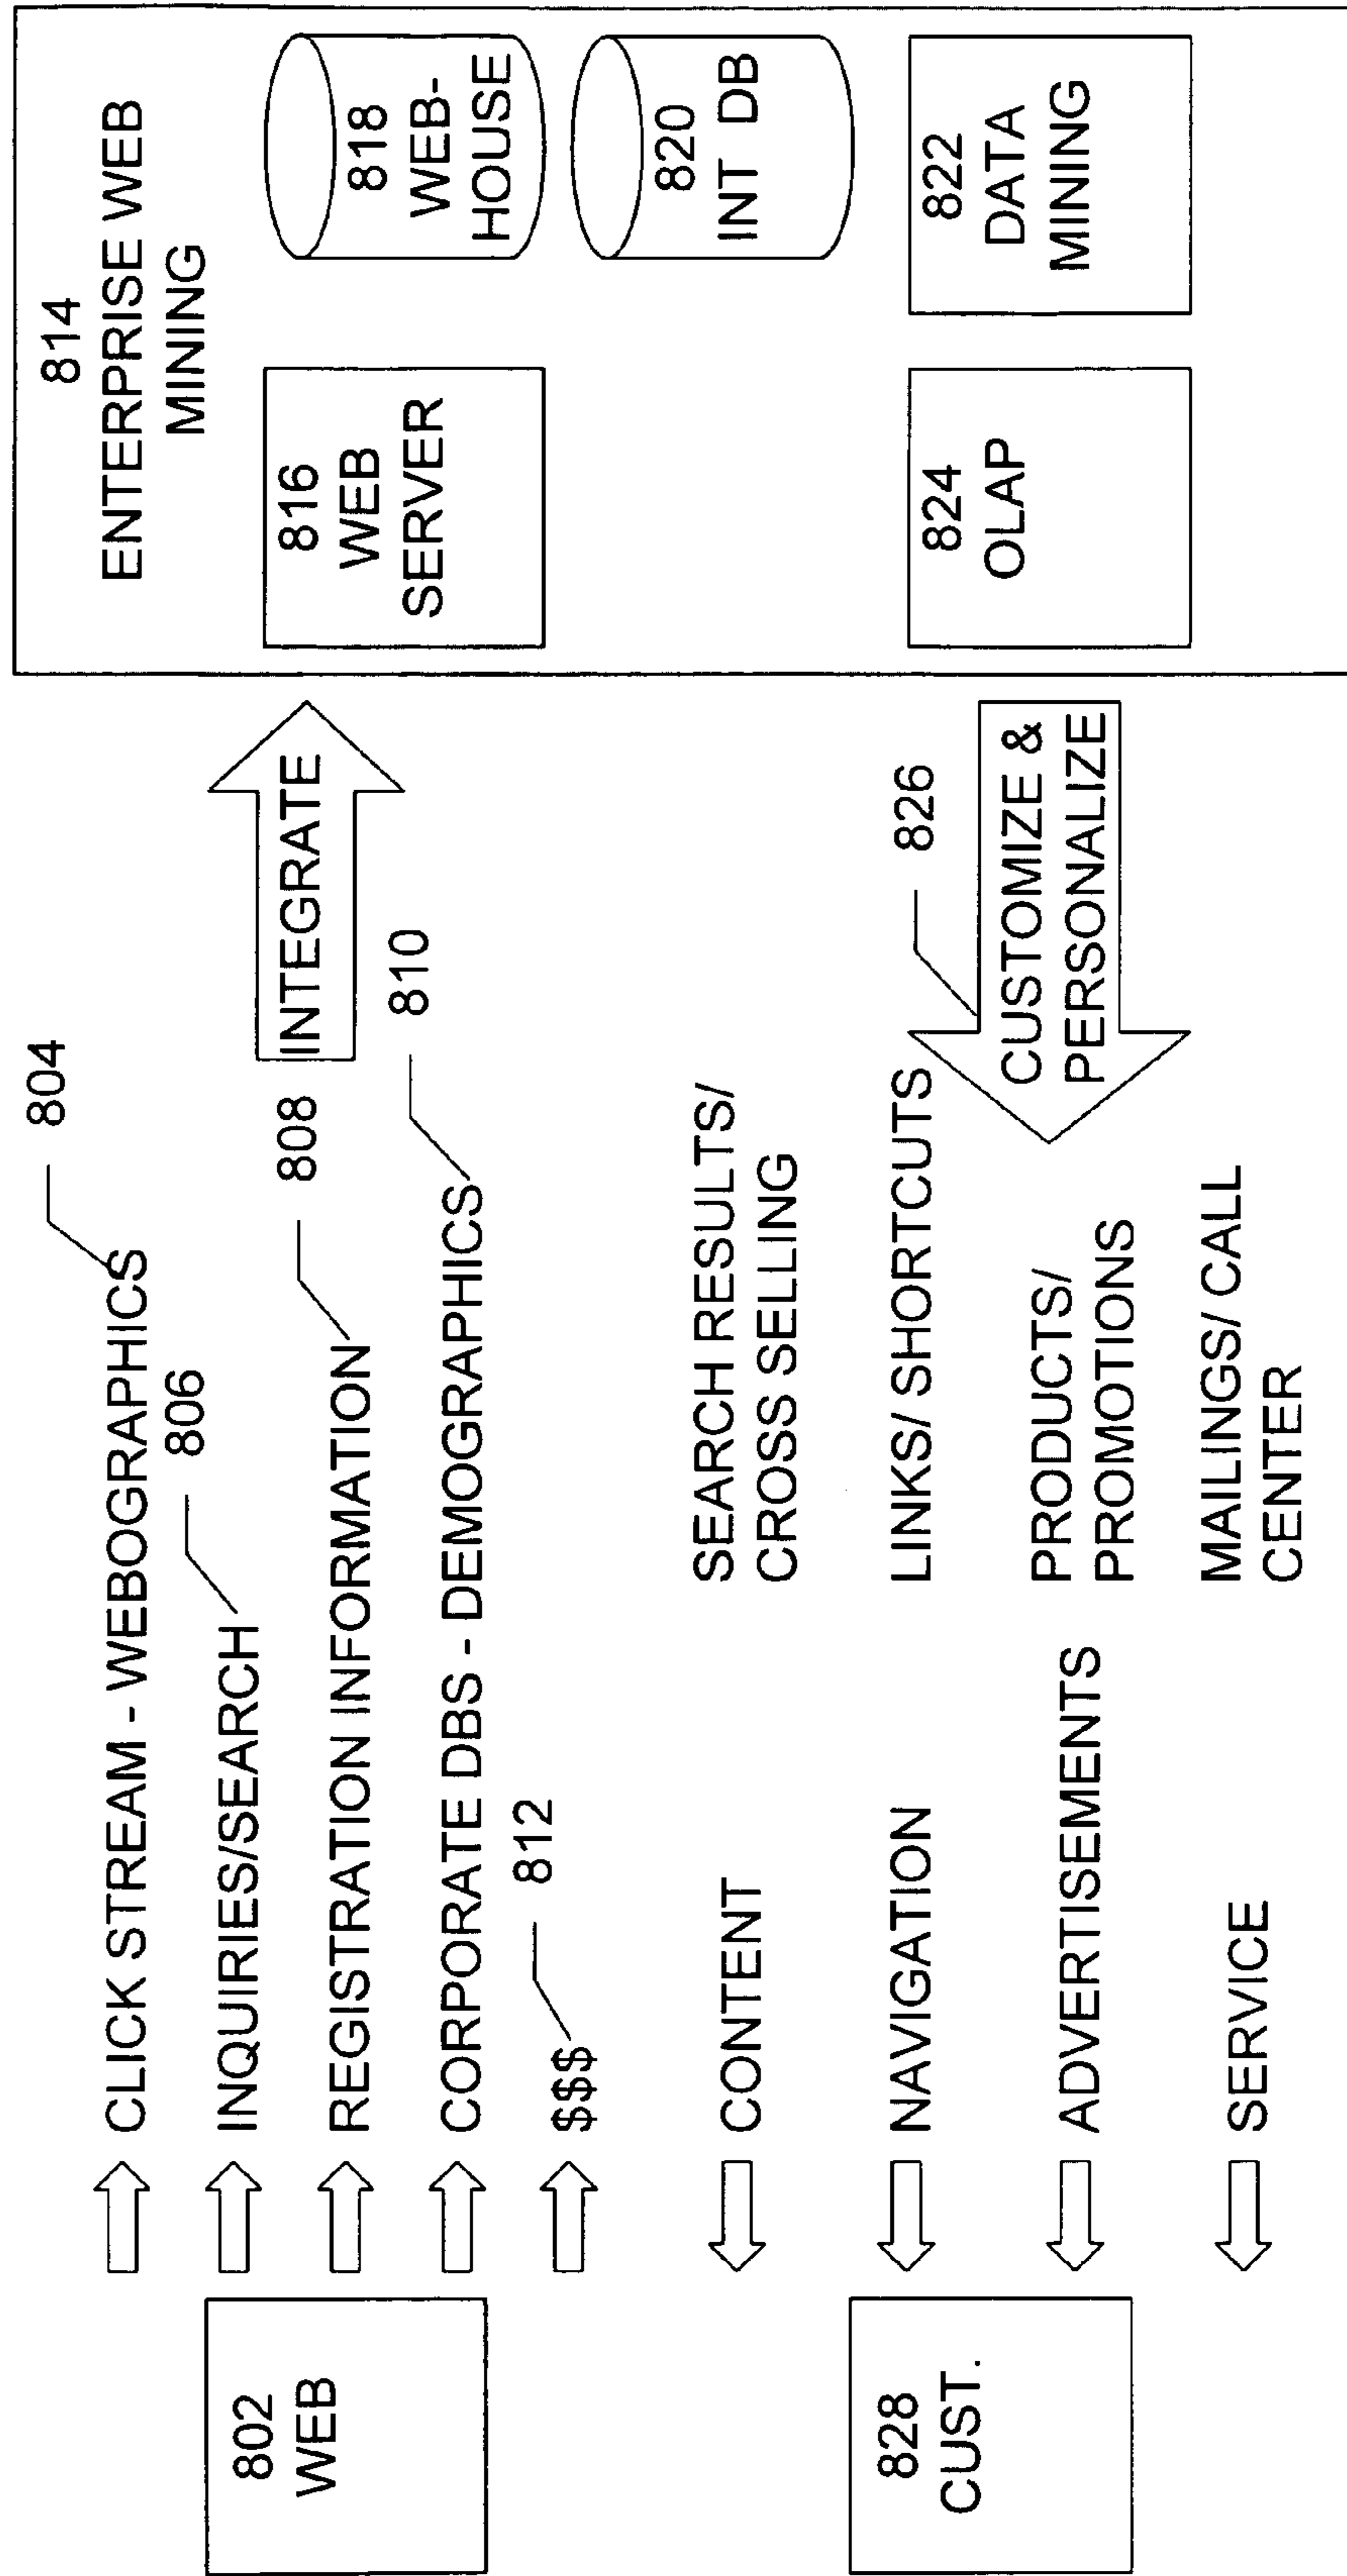 804
CLICK STREAM - WEBOGRAPHICS
806
INQUIRIES/SEARCH
808
REGISTRATION INFORMATION
810
CORPORATE DBS - DEMOGRAPHICS
812
$$$
802
WEB
INTEGRATE
814
ENTERPRISE WEB
MINING
816
WEB
SERVER
818
WEB-
HOUSE
820
INT DB
822
DATA
MINING
824
OLAP
826
CUSTOMIZE &
PERSONALIZE
SEARCH RESULTS/
CROSS SELLING
CONTENT
LINKS/ SHORTCUTS
NAVIGATION
PRODUCTS/
PROMOTIONS
ADVERTISEMENTS
MAILINGS/ CALL
CENTER
SERVICE
828
CUST.